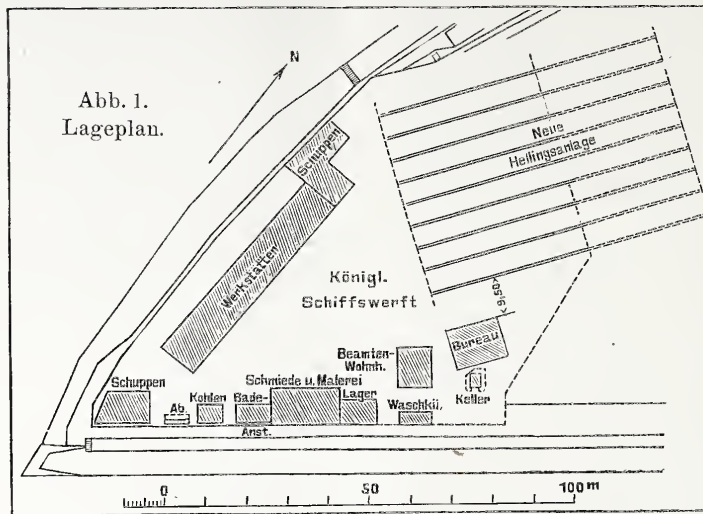 Abb. 1.
Lageplan.
N
Schuppen
Neue
Hellingsanlage
Werkstätten
Königl.
Schiffswerft
<9,50>
Bureau
Beamten-
Wohnh.
Schuppen
Ab.
Kohlen
Bade-
Anst.
Schmiede u. Malerei
Lager
Waschkü.
Keller
0 50 100 m